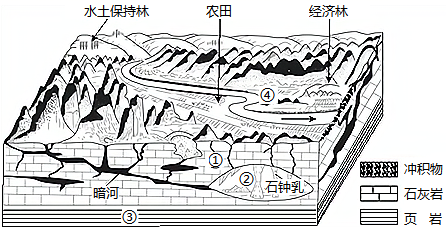 水土保持林 农田 经济林
④
①
② 石钟乳
暗河
③
冲积物
石灰岩
页 岩